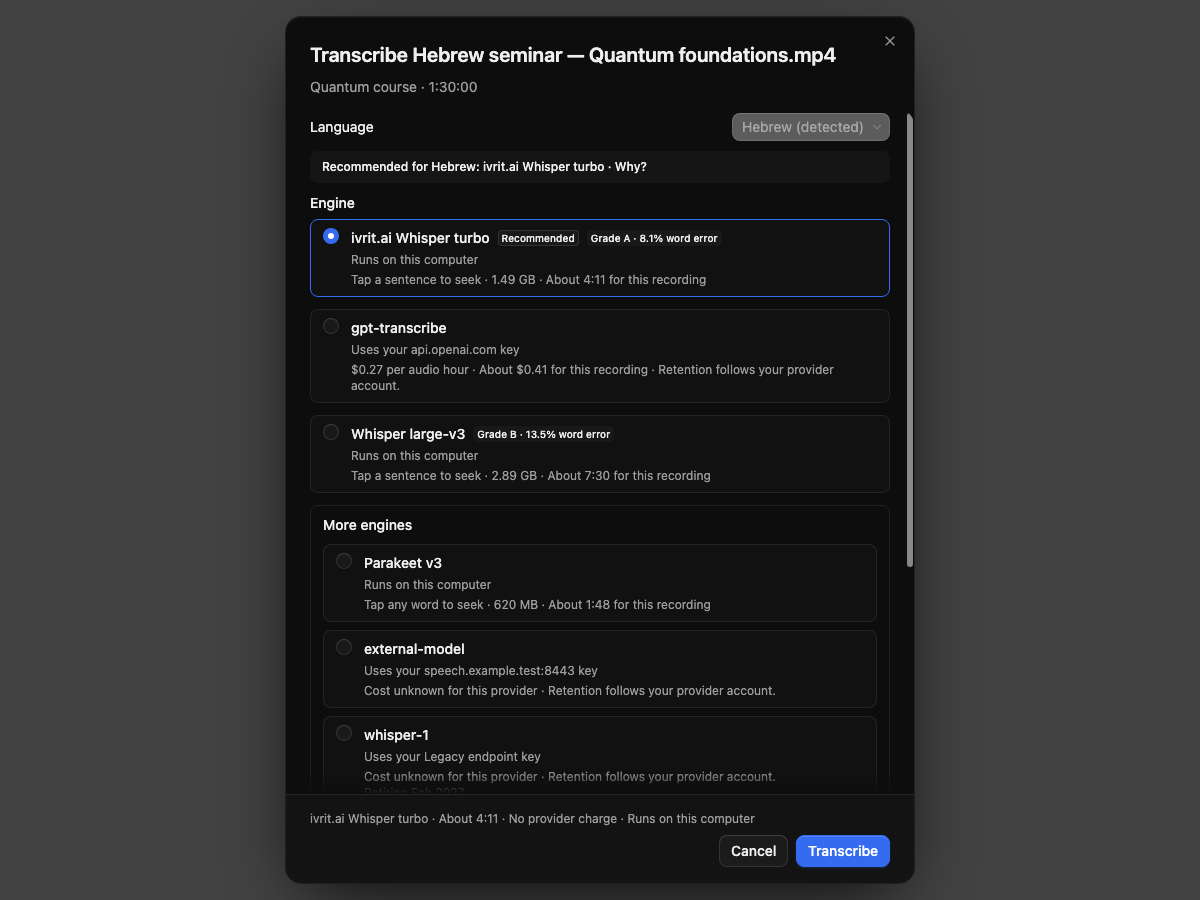 Transcribe Hebrew seminar — Quantum foundations.mp4
Quantum course · 1:30:00
Language
Hebrew (detected)
Recommended for Hebrew: ivrit.ai Whisper turbo · Why?
Engine
ivrit.ai Whisper turbo Recommended Grade A · 8.1% word error
Runs on this computer
Tap a sentence to seek · 1.49 GB · About 4:11 for this recording
gpt-transcribe
Uses your api.openai.com key
$0.27 per audio hour · About $0.41 for this recording · Retention follows your provider
account.
Whisper large-v3 Grade B · 13.5% word error
Runs on this computer
Tap a sentence to seek · 2.89 GB · About 7:30 for this recording
More engines
Parakeet v3
Runs on this computer
Tap any word to seek · 620 MB · About 1:48 for this recording
external-model
Uses your speech.example.test:8443 key
Cost unknown for this provider · Retention follows your provider account.
whisper-1
Uses your Legacy endpoint key
Cost unknown for this provider · Retention follows your provider account.
Retiring Feb 2027
ivrit.ai Whisper turbo · About 4:11 · No provider charge · Runs on this computer
Cancel
Transcribe